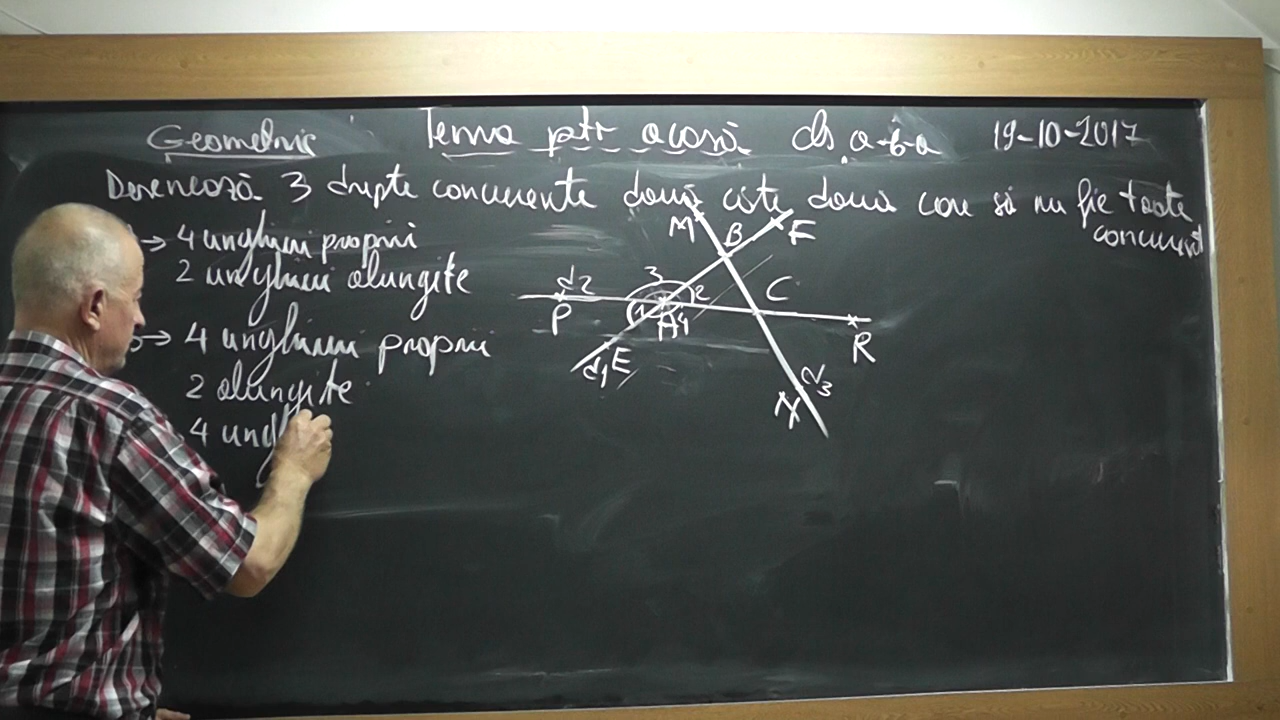 Geometrie Tema ptr acasă cls a-6-a 19-10-2017
Desenează 3 drepte concurente două câte două care să nu fie toate
concurente
→ 4 unghiuri proprii
2 unghiuri alungite
→ 4 unghiuri proprii
2 alungite
4 ung
M B F
d2 3 2 C
P 1 A 4 R
d1 E d3
N